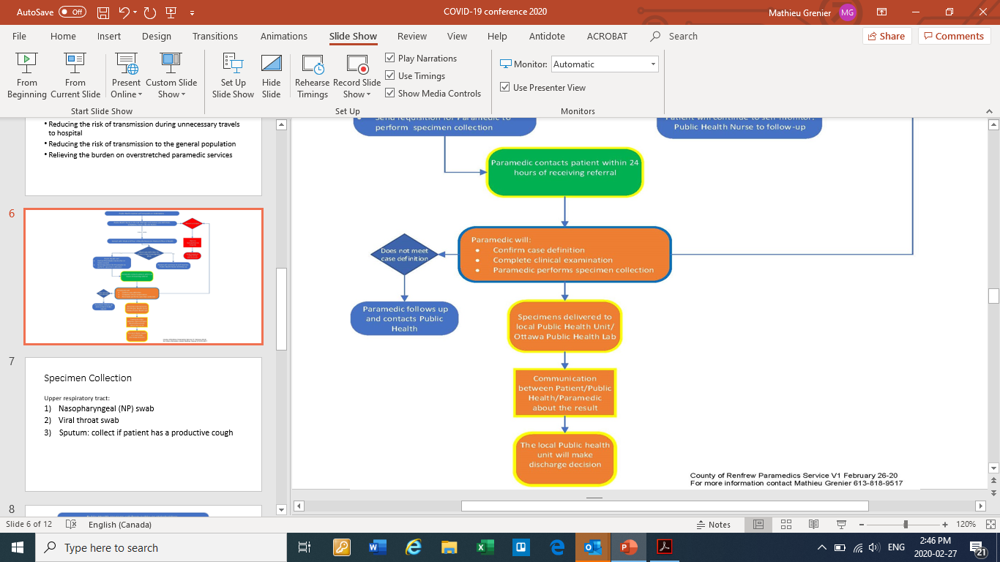 AutoSave Off
COVID-19 conference 2020
Mathieu Grenier MG
File Home Insert Design Transitions Animations Slide Show Review View Help Antidote ACROBAT Search
Share Comments
From Beginning
From Current Slide
Present Online
Custom Slide Show
Set Up Slide Show
Hide Slide
Rehearse Timings
Record Slide Show
Play Narrations
Use Timings
Show Media Controls
Monitor: Automatic
Use Presenter View
Start Slide Show
Set Up
Monitors
• Reducing the risk of transmission during unnecessary travels
to hospital
• Reducing the risk of transmission to the general population
• Relieving the burden on overstretched paramedic services
6
7
Specimen Collection
Upper respiratory tract:
1) Nasopharyngeal (NP) swab
2) Viral throat swab
3) Sputum: collect if patient has a productive cough
8
Send requisition for Paramedic to
perform specimen collection
Patient will continue to self-monitor.
Public Health Nurse to follow-up
Paramedic contacts patient within 24
hours of receiving referral
Paramedic will:
• Confirm case definition
• Complete clinical examination
• Paramedic performs specimen collection
Does not meet
case definition
Paramedic follows up
and contacts Public
Health
Specimens delivered to
local Public Health Unit/
Ottawa Public Health Lab
Communication
between Patient/Public
Health/Paramedic
about the result
The local Public health
unit will make
discharge decision
County of Renfrew Paramedics Service V1 February 26-20
For more information contact Mathieu Grenier 613-818-9517
Slide 6 of 12
English (Canada)
Notes
120%
Type here to search
ENG
2:46 PM
2020-02-27
21